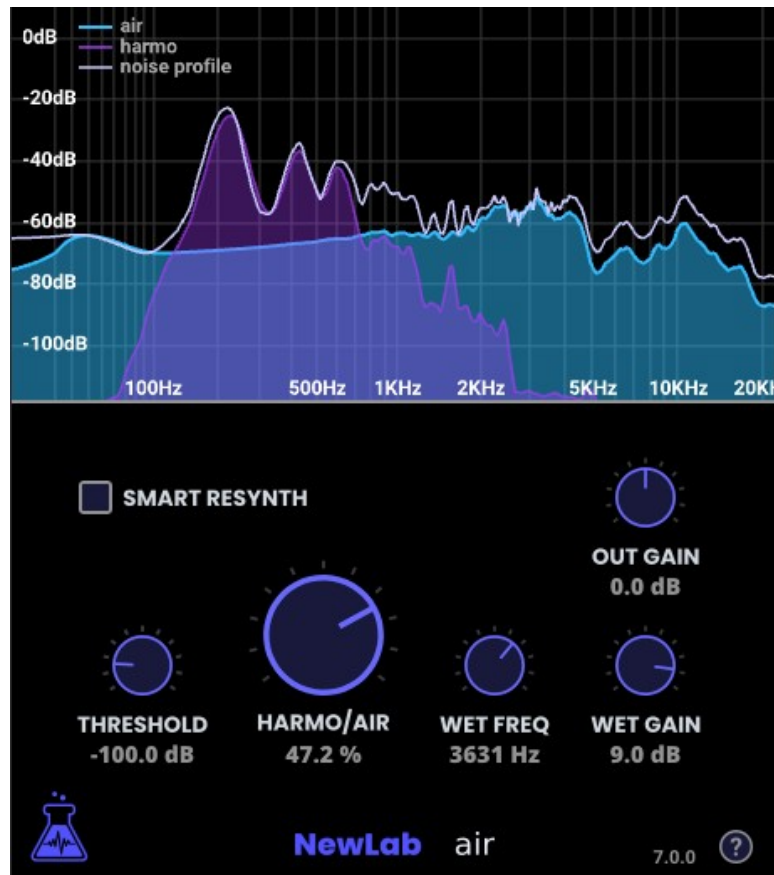 0dB
air
harmo
noise profile
-20dB
-40dB
-60dB
-80dB
-100dB
100Hz 500Hz 1KHz 2KHz 5KHz 10KHz 20KH
SMART RESYNTH
OUT GAIN
0.0 dB
THRESHOLD HARMO/AIR WET FREQ WET GAIN
-100.0 dB 47.2 % 3631 Hz 9.0 dB
NewLab air
7.0.0 ?